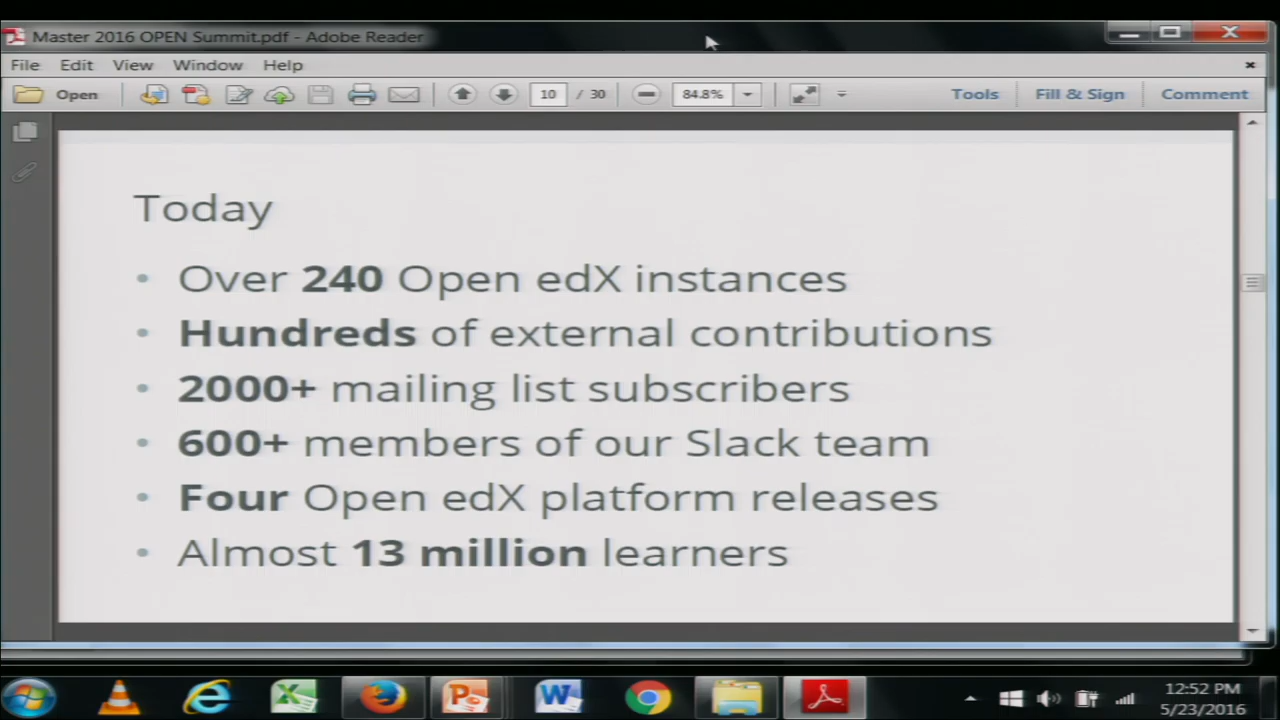 Master 2016 OPEN Summit.pdf - Adobe Reader
File Edit View Window Help
Open 10 / 30 84.8% Tools Fill & Sign Comment
Today
• Over 240 Open edX instances
• Hundreds of external contributions
• 2000+ mailing list subscribers
• 600+ members of our Slack team
• Four Open edX platform releases
• Almost 13 million learners
12:52 PM
5/23/2016